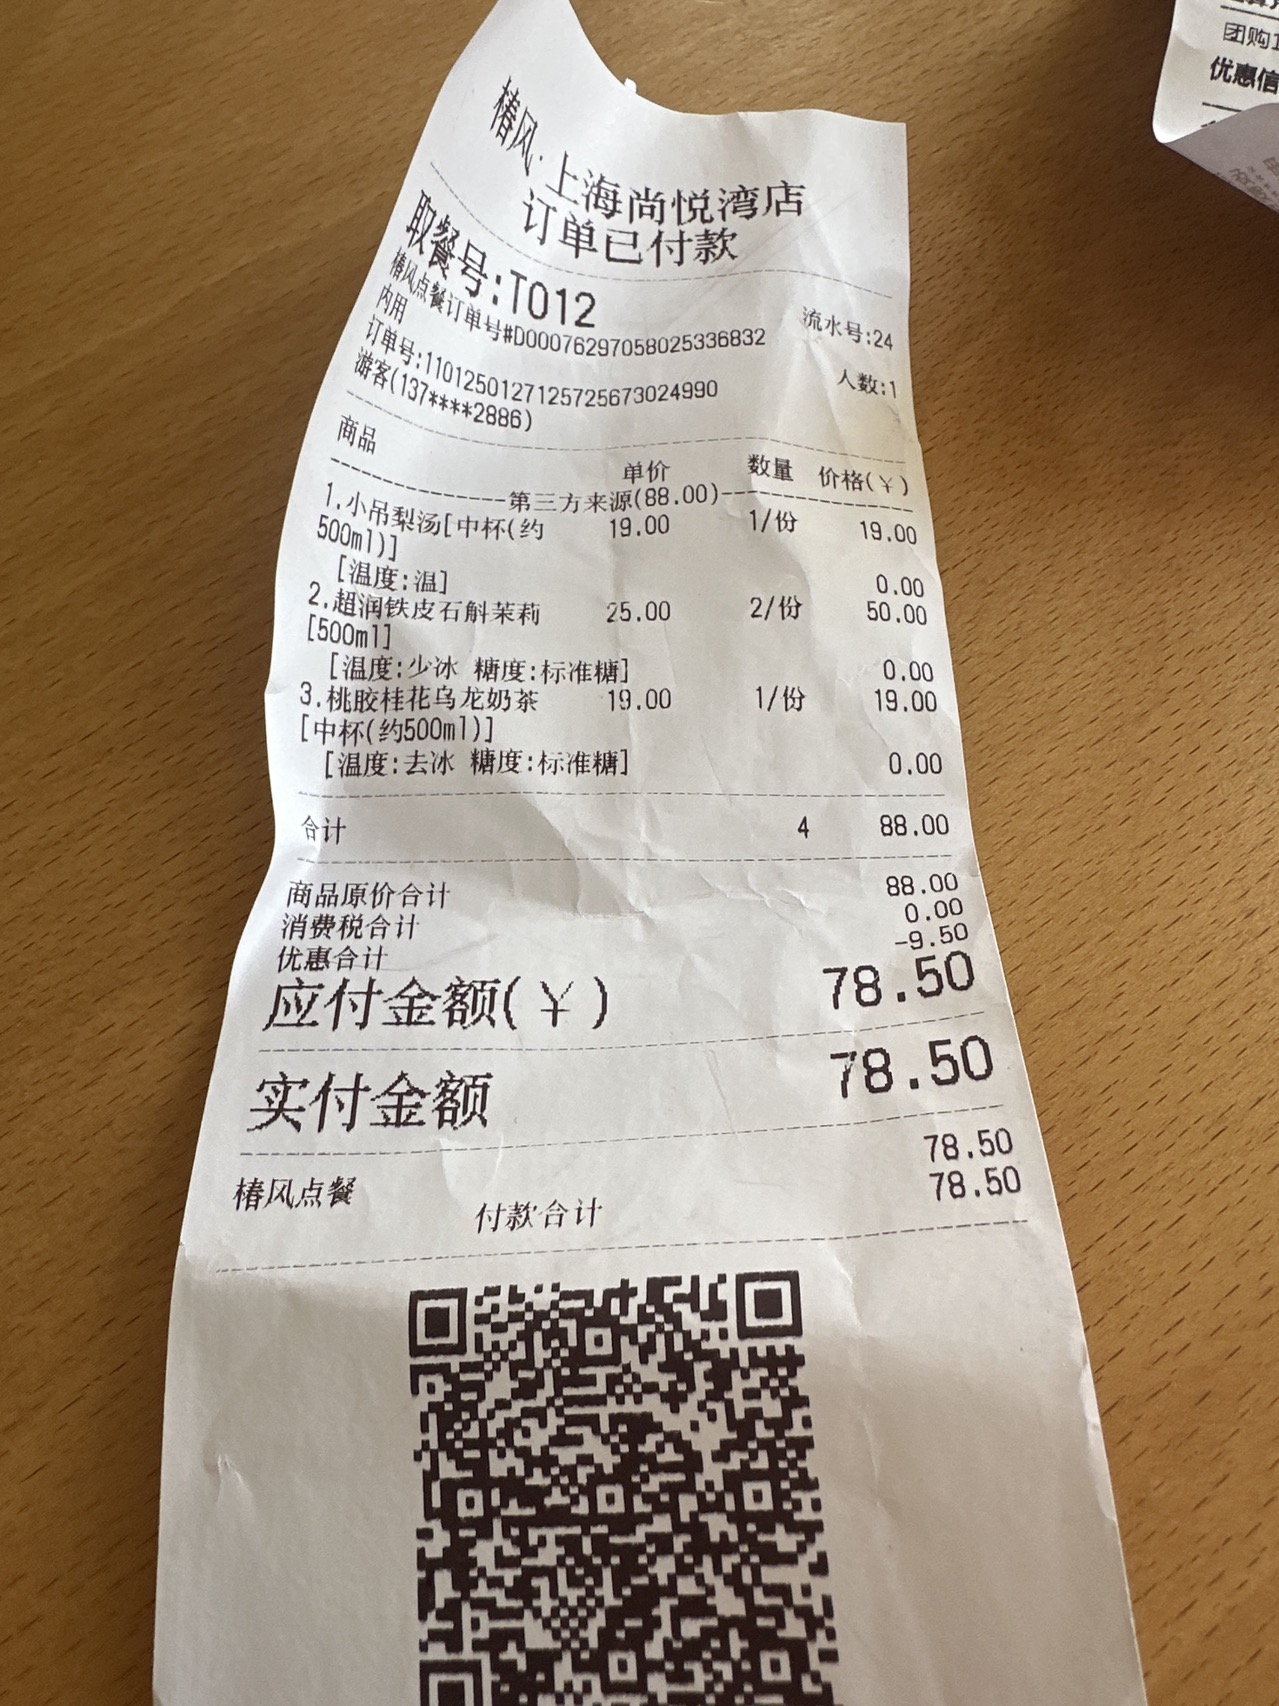 椿风·上海尚悦湾店
订单已付款
取餐号:T012
流水号:24
椿风点餐订单号#D00076297058025336832
内用
人数:1
订单号:11012501271257256730​24990
游客(137****2886)
商品 单价 数量 价格(¥)
第三方来源(88.00)
1.小吊梨汤[中杯(约 19.00 1/份 19.00
500ml)]
[温度:温] 0.00
2.超润铁皮石斛茉莉 25.00 2/份 50.00
[500ml]
[温度:少冰 糖度:标准糖] 0.00
3.桃胶桂花乌龙奶茶 19.00 1/份 19.00
[中杯(约500ml)]
[温度:去冰 糖度:标准糖] 0.00
合计 4 88.00
商品原价合计 88.00
消费税合计 0.00
优惠合计 -9.50
应付金额(¥) 78.50
实付金额 78.50
椿风点餐 78.50
付款合计 78.50
团购
优惠信